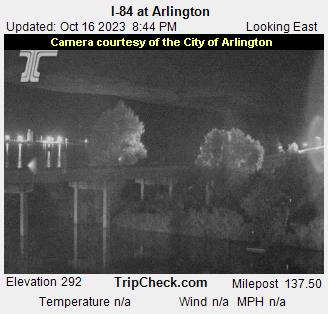 I-84 at Arlington
Updated: Oct 16 2023 8:44 PM Looking East
Camera courtesy of the City of Arlington
Elevation 292 TripCheck.com Milepost 137.50
Temperature n/a Wind n/a MPH n/a